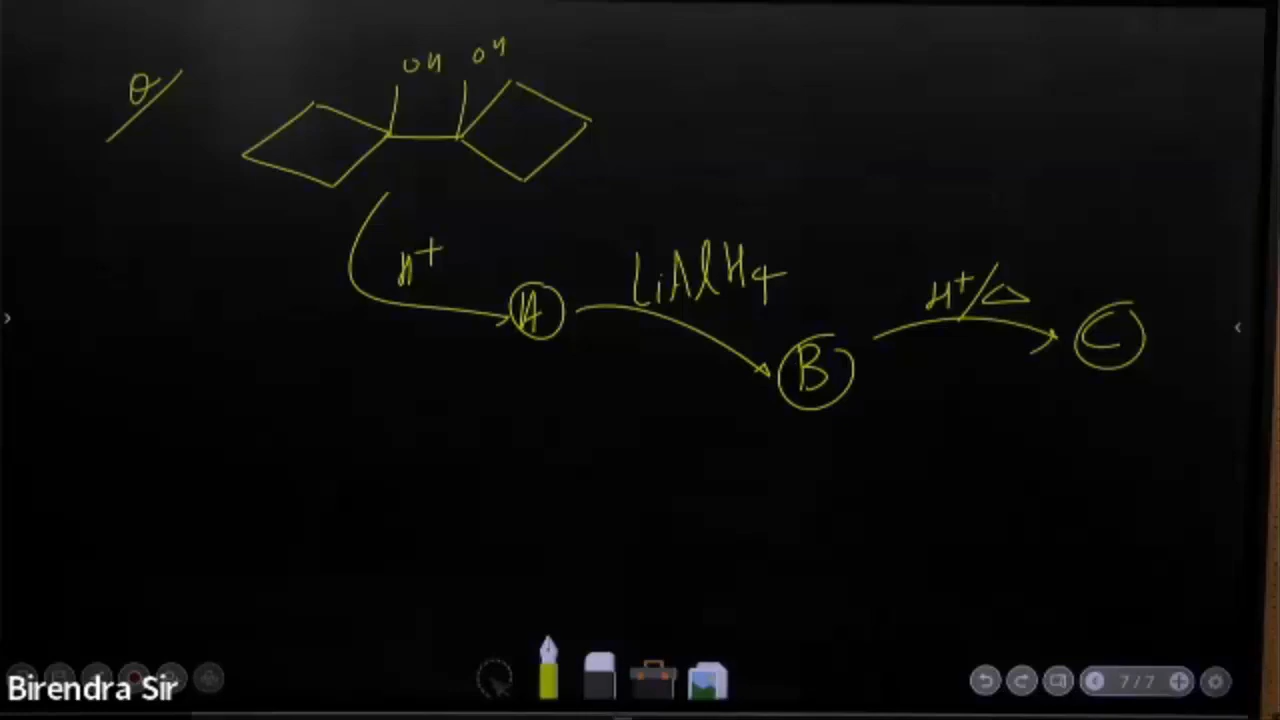 Q
OH OH
H+
A
LiAlH4
B
H+/△
C
7/7
Birendra Sir